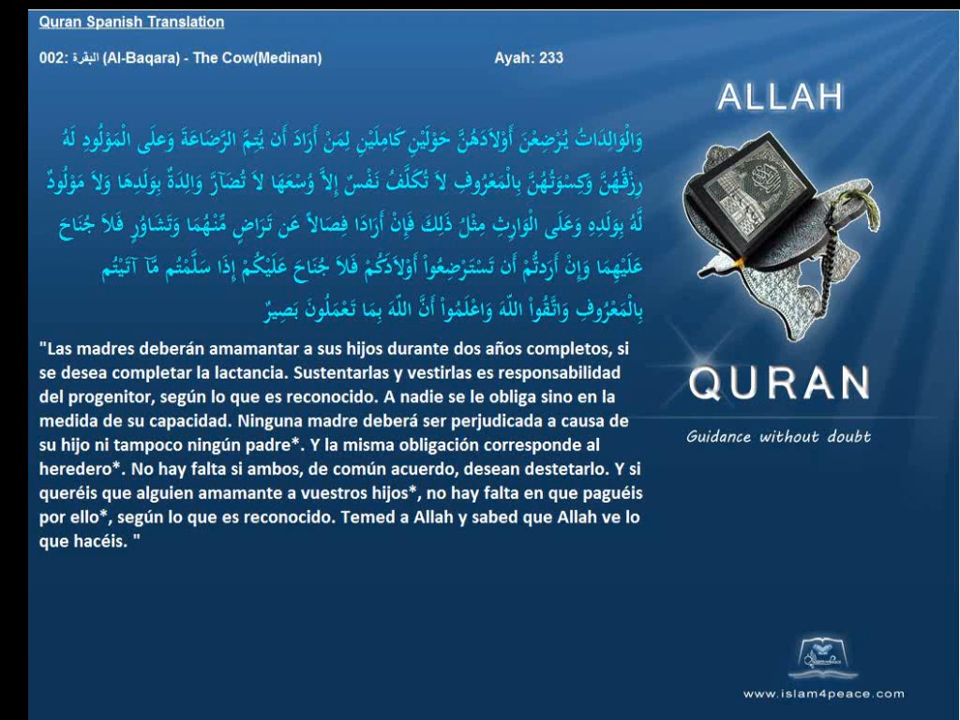 Quran Spanish Translation
002: البقرة (Al-Baqara) - The Cow(Medinan) Ayah: 233
وَالْوَالِدَاتُ يُرْضِعْنَ أَوْلاَدَهُنَّ حَوْلَيْنِ كَامِلَيْنِ لِمَنْ أَرَادَ أَن يُتِمَّ الرَّضَاعَةَ وَعلَى الْمَوْلُودِ لَهُ
رِزْقُهُنَّ وَكِسْوَتُهُنَّ بِالْمَعْرُوفِ لاَ تُكَلَّفُ نَفْسٌ إِلاَّ وُسْعَهَا لاَ تُضَآرَّ وَالِدَةٌ بِوَلَدِهَا وَلاَ مَوْلُودٌ
لَّهُ بِوَلَدِهِ وَعَلَى الْوَارِثِ مِثْلُ ذَلِكَ فَإِنْ أَرَادَا فِصَالاً عَن تَرَاضٍ مِّنْهُمَا وَتَشَاوُرٍ فَلاَ جُنَاحَ
عَلَيْهِمَا وَإِنْ أَرَدتُّمْ أَن تَسْتَرْضِعُواْ أَوْلاَدَكُمْ فَلاَ جُنَاحَ عَلَيْكُمْ إِذَا سَلَّمْتُم مَّآ آتَيْتُم
بِالْمَعْرُوفِ وَاتَّقُواْ اللّهَ وَاعْلَمُواْ أَنَّ اللّهَ بِمَا تَعْمَلُونَ بَصِيرٌ
"Las madres deberán amamantar a sus hijos durante dos años completos, si
se desea completar la lactancia. Sustentarlas y vestirlas es responsabilidad
del progenitor, según lo que es reconocido. A nadie se le obliga sino en la
medida de su capacidad. Ninguna madre deberá ser perjudicada a causa de
su hijo ni tampoco ningún padre*. Y la misma obligación corresponde al
heredero*. No hay falta si ambos, de común acuerdo, desean destetarlo. Y si
queréis que alguien amamante a vuestros hijos*, no hay falta en que paguéis
por ello*, según lo que es reconocido. Temed a Allah y sabed que Allah ve lo
que hacéis. "
ALLAH
QURAN
Guidance without doubt
www.islam4peace.com